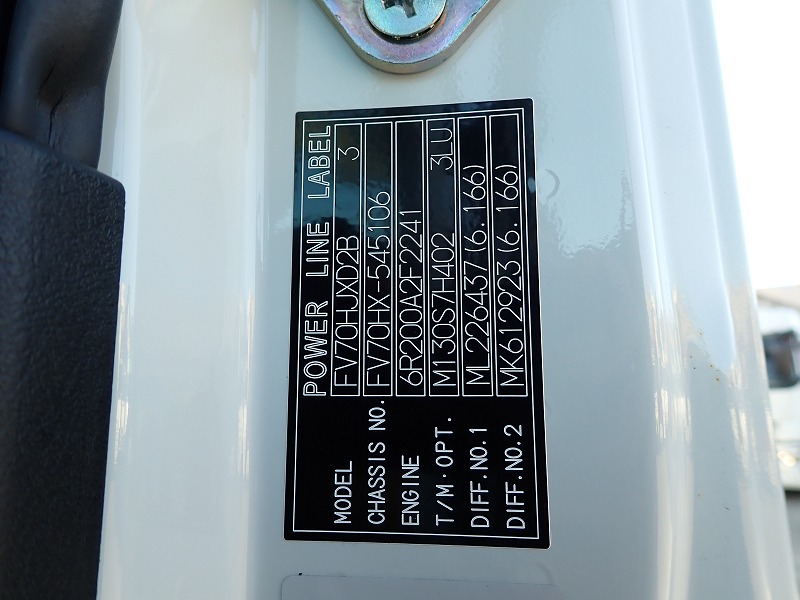 POWER LINE LABEL
MODEL FV70HJXD2B 3
CHASSIS NO. FV70HX-545106
ENGINE 6R200A2F2241
T/M·OPT. M130S7H402 3LU
DIFF.NO.1 ML226437(6.166)
DIFF.NO.2 MK612923(6.166)